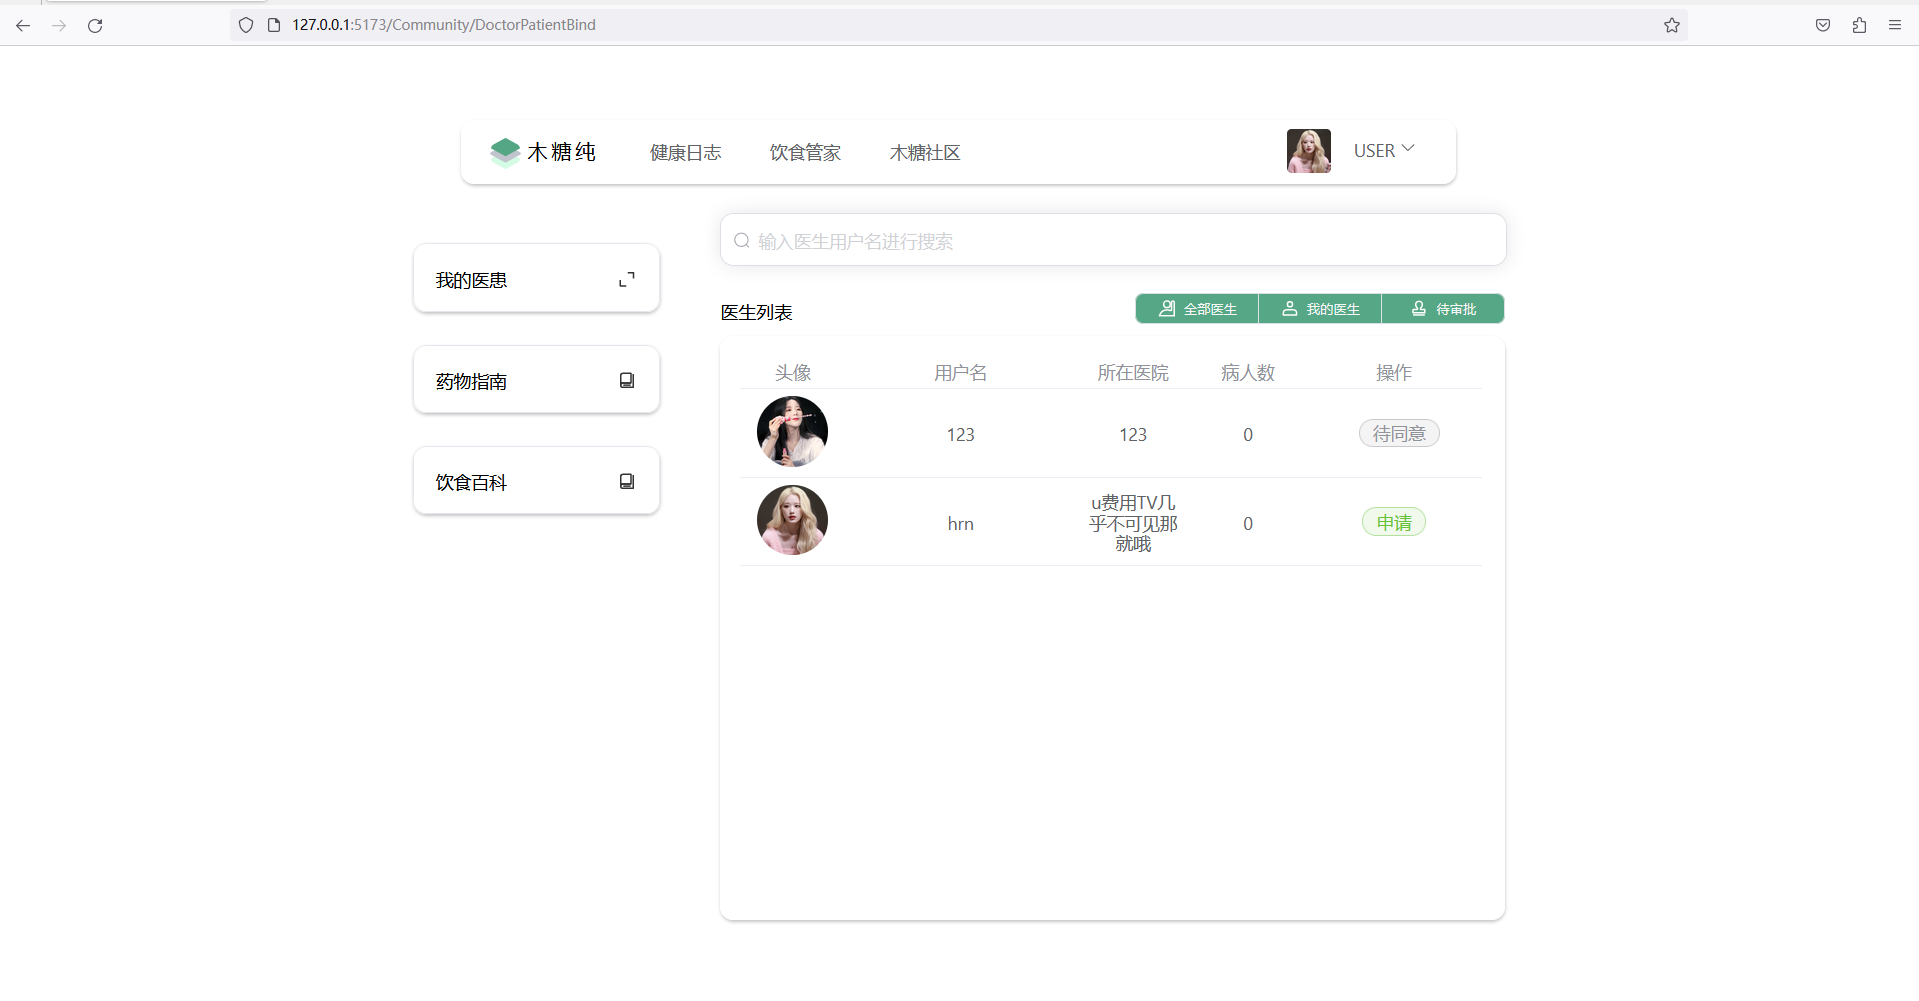 127.0.0.1:5173/Community/DoctorPatientBind
木糖纯
健康日志
饮食管家
木糖社区
USER
输入医生用户名进行搜索
我的医患
药物指南
饮食百科
医生列表
全部医生
我的医生
待审批
头像 用户名 所在医院 病人数 操作
123 123 0 待同意
hrn
u费用TV几
乎不可见那
就哦
0
申请